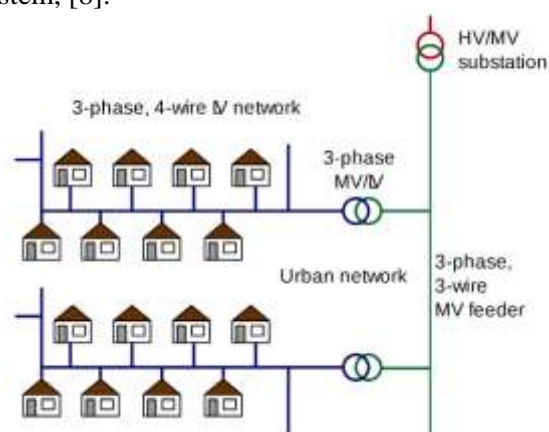 stem, [8].
HV/MV
substation
3-phase, 4-wire LV network
3-phase
MV/LV
Urban network
3-phase,
3-wire
MV feeder